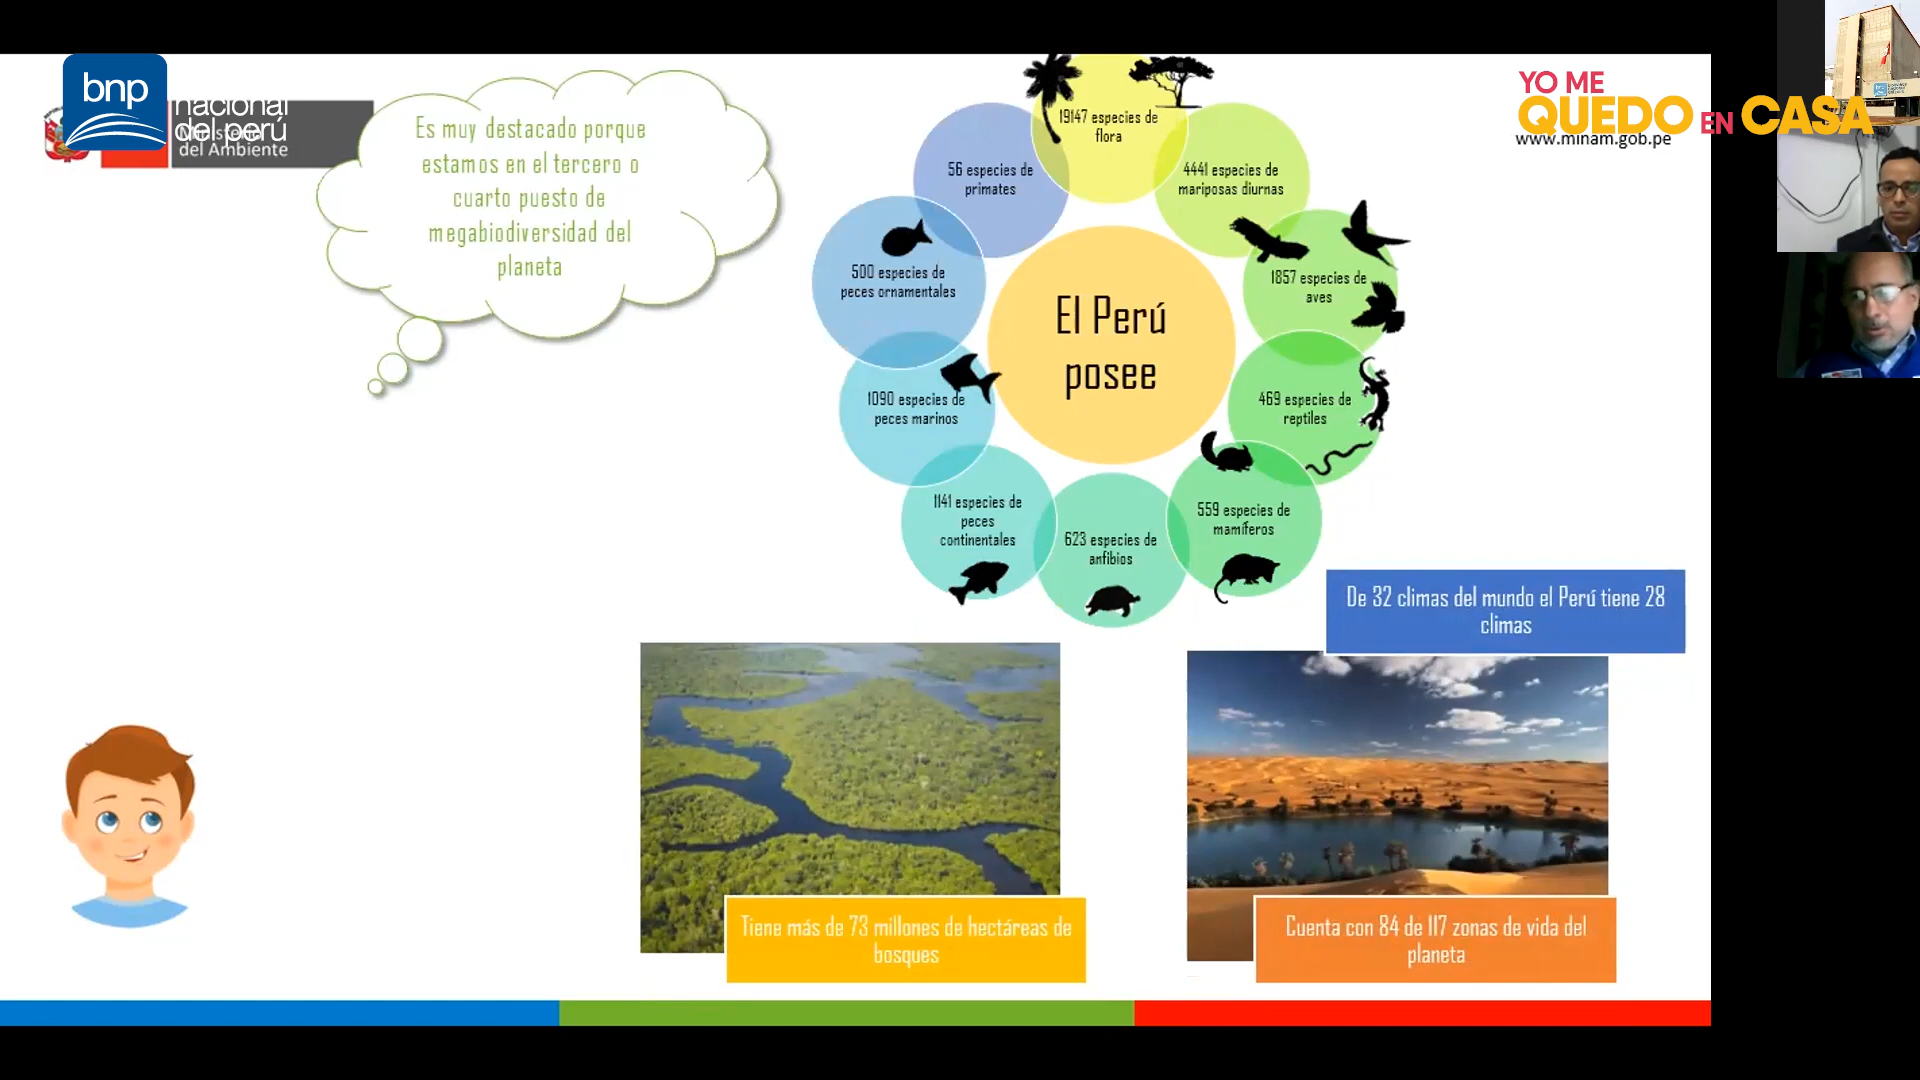 bnp
nacional
del perú
Ministerio
del Ambiente
Es muy destacado porque
estamos en el tercero o
cuarto puesto de
megabiodiversidad del
planeta
YO ME
QUEDO EN CASA
www.minam.gob.pe
El Perú
posee
19147 especies de
flora
4441 especies de
mariposas diurnas
1857 especies de
aves
469 especies de
reptiles
559 especies de
mamíferos
623 especies de
anfibios
1141 especies de
peces
continentales
1090 especies de
peces marinos
500 especies de
peces ornamentales
56 especies de
primates
De 32 climas del mundo el Perú tiene 28
climas
Tiene más de 73 millones de hectáreas de
bosques
Cuenta con 84 de 117 zonas de vida del
planeta